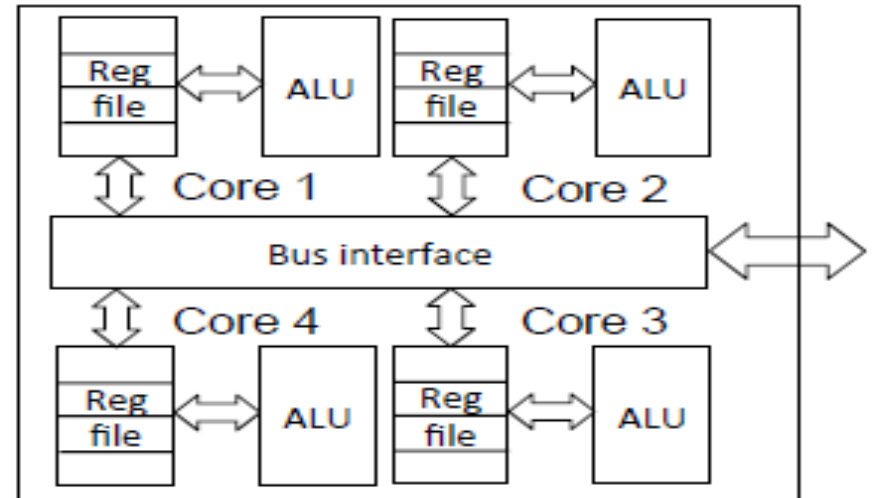 Reg
file
ALU
Reg
file
ALU
Core 1
Core 2
Bus interface
Core 4
Core 3
Reg
file
ALU
Reg
file
ALU